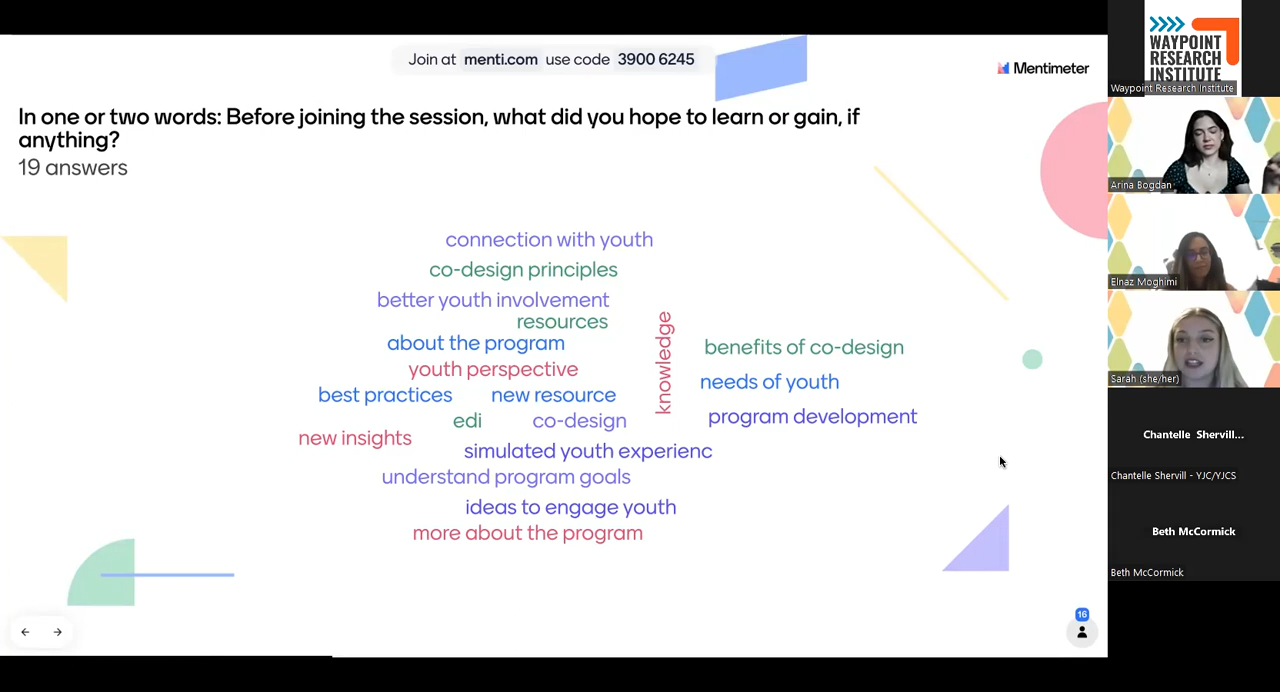 Join at menti.com use code 3900 6245
Mentimeter
In one or two words: Before joining the session, what did you hope to learn or gain, if
anything?
19 answers
connection with youth
co-design principles
better youth involvement
resources
about the program
knowledge
benefits of co-design
youth perspective
needs of youth
best practices
new resource
edi
co-design
program development
new insights
simulated youth experienc
understand program goals
ideas to engage youth
more about the program
16
WAYPOINT
RESEARCH
INSTITUTE
Waypoint Research Institute
Arina Bogdan
Elnaz Moghimi
Sarah (she/her)
Chantelle Shervill...
Chantelle Shervill - YJC/YJCS
Beth McCormick
Beth McCormick